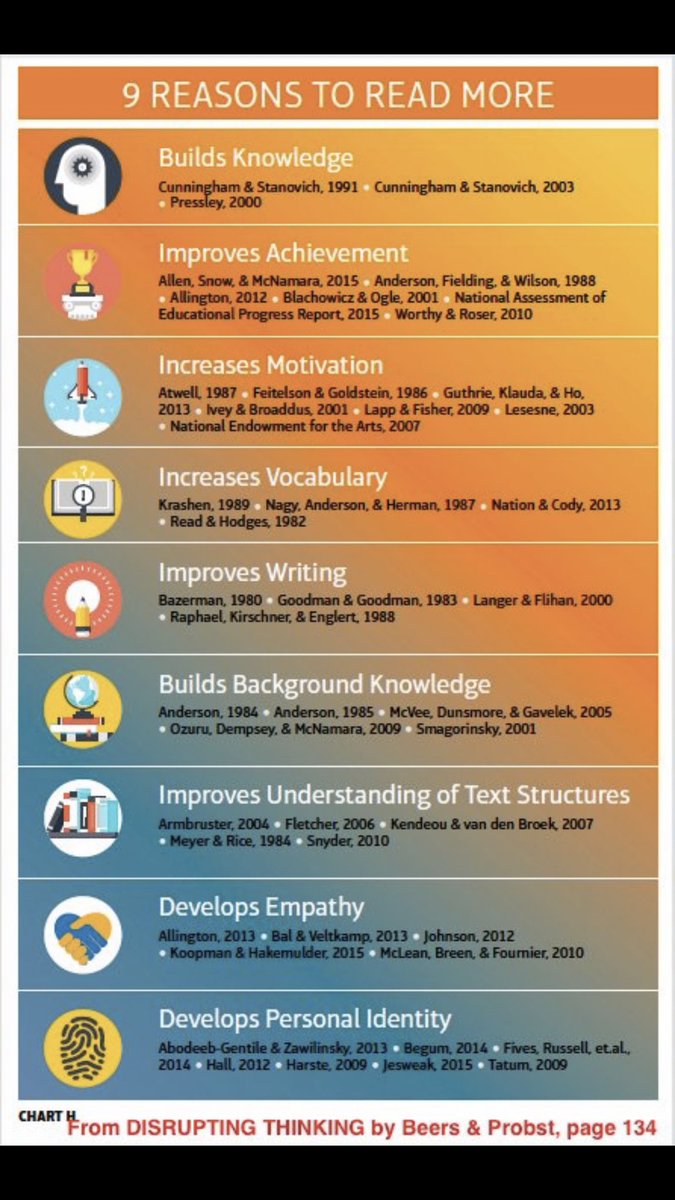 9 REASONS TO READ MORE
Builds Knowledge
Cunningham & Stanovich, 1991 • Cunningham & Stanovich, 2003
• Pressley, 2000
Improves Achievement
Allen, Snow, & McNamara, 2015 • Anderson, Fielding, & Wilson, 1988
• Allington, 2012 • Blachowicz & Ogle, 2001 • National Assessment of
Educational Progress Report, 2015 • Worthy & Roser, 2010
Increases Motivation
Atwell, 1987 • Feitelson & Goldstein, 1986 • Guthrie, Klauda, & Ho,
2013 • Ivey & Broaddus, 2001 • Lapp & Fisher, 2009 • Lesesne, 2003
• National Endowment for the Arts, 2007
Increases Vocabulary
Krashen, 1989 • Nagy, Anderson, & Herman, 1987 • Nation & Cody, 2013
• Read & Hodges, 1982
Improves Writing
Bazerman, 1980 • Goodman & Goodman, 1983 • Langer & Flihan, 2000
• Raphael, Kirschner, & Englert, 1988
Builds Background Knowledge
Anderson, 1984 • Anderson, 1985 • McVee, Dunsmore, & Gavelek, 2005
• Ozuru, Dempsey, & McNamara, 2009 • Smagorinsky, 2001
Improves Understanding of Text Structures
Armbruster, 2004 • Fletcher, 2006 • Kendeou & van den Broek, 2007
• Meyer & Rice, 1984 • Snyder, 2010
Develops Empathy
Allington, 2013 • Bal & Veltkamp, 2013 • Johnson, 2012
• Koopman & Hakemulder, 2015 • McLean, Breen, & Fournier, 2010
Develops Personal Identity
Abodeeb-Gentile & Zawilinsky, 2013 • Begum, 2014 • Fives, Russell, et.al.,
2014 • Hall, 2012 • Harste, 2009 • Jesweak, 2015 • Tatum, 2009
CHART H
From DISRUPTING THINKING by Beers & Probst, page 134